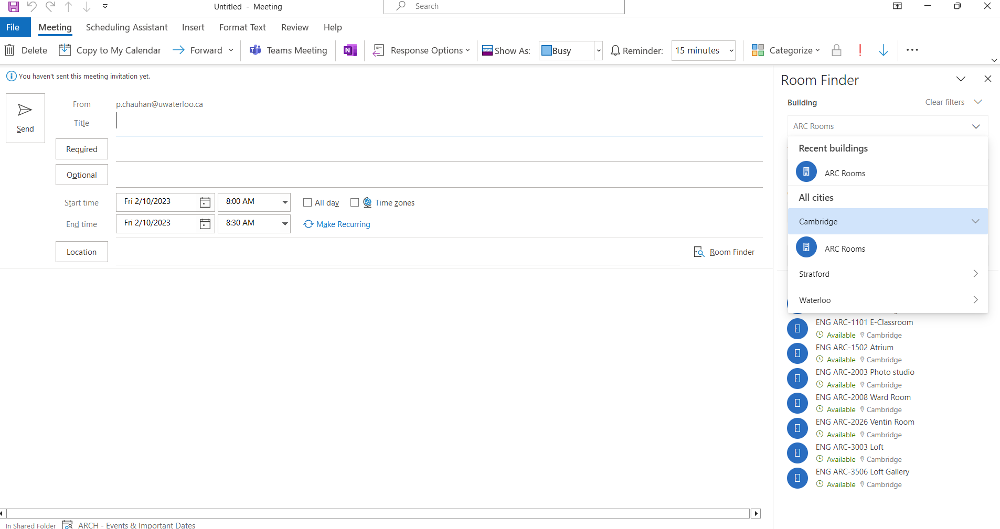 Untitled - Meeting
Search
File Meeting Scheduling Assistant Insert Format Text Review Help
Delete Copy to My Calendar Forward Teams Meeting N Response Options Show As: Busy Reminder: 15 minutes Categorize
You haven't sent this meeting invitation yet.
Send
From p.chauhan@uwaterloo.ca
Title
Required
Optional
Start time Fri 2/10/2023 8:00 AM All day Time zones
End time Fri 2/10/2023 8:30 AM Make Recurring
Location Room Finder
In Shared Folder ARCH - Events & Important Dates
Room Finder
Building Clear filters
ARC Rooms
Recent buildings
ARC Rooms
All cities
Cambridge
ARC Rooms
Stratford
Waterloo
ENG ARC-1101 E-Classroom
Available Cambridge
ENG ARC-1502 Atrium
Available Cambridge
ENG ARC-2003 Photo studio
Available Cambridge
ENG ARC-2008 Ward Room
Available Cambridge
ENG ARC-2026 Ventin Room
Available Cambridge
ENG ARC-3003 Loft
Available Cambridge
ENG ARC-3506 Loft Gallery
Available Cambridge